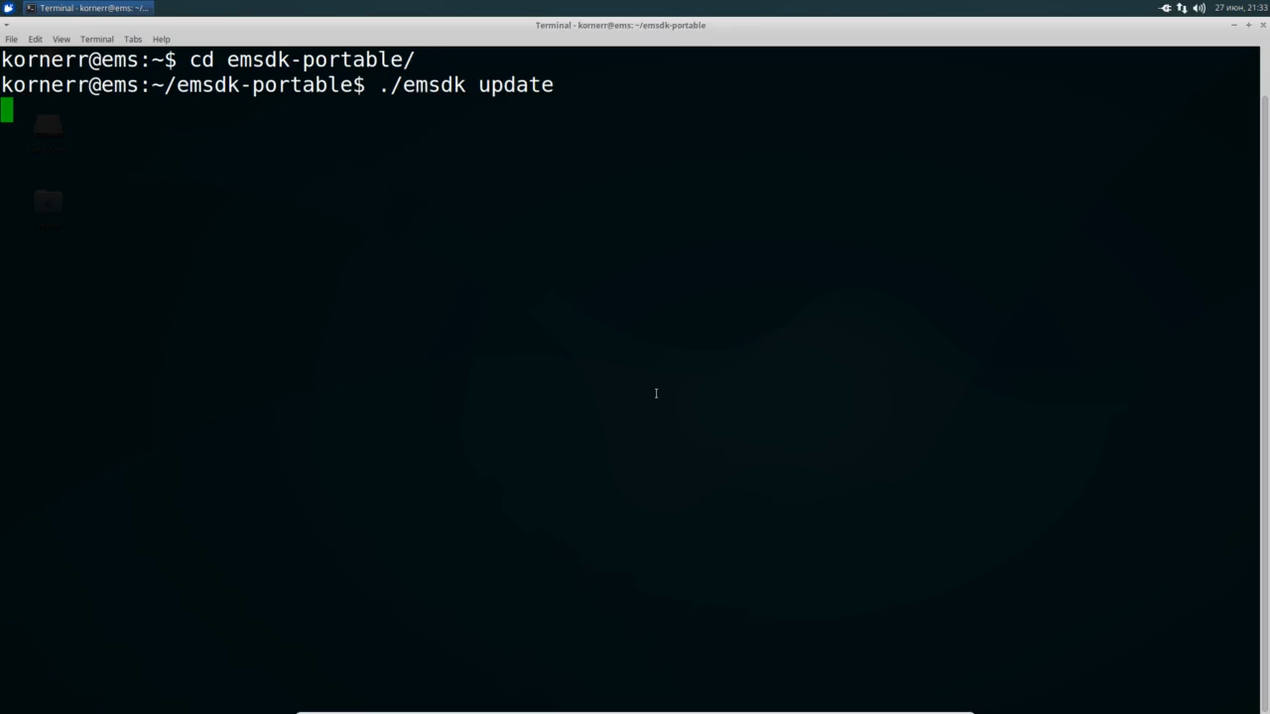 Terminal - kornerr@ems: ~/...
27 июн, 21:33
Terminal - kornerr@ems: ~/emsdk-portable
File Edit View Terminal Tabs Help
kornerr@ems:~$ cd emsdk-portable/
kornerr@ems:~/emsdk-portable$ ./emsdk update